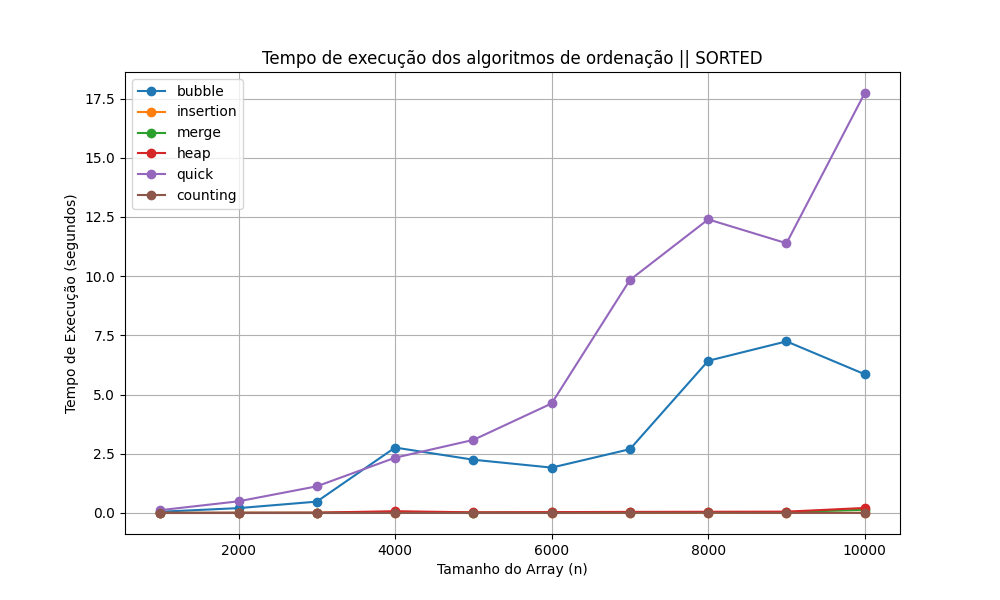 Tempo de execução dos algoritmos de ordenação || SORTED
bubble
insertion
merge
heap
quick
counting
Tempo de Execução (segundos)
17.5
15.0
12.5
10.0
7.5
5.0
2.5
0.0
2000 4000 6000 8000 10000
Tamanho do Array (n)